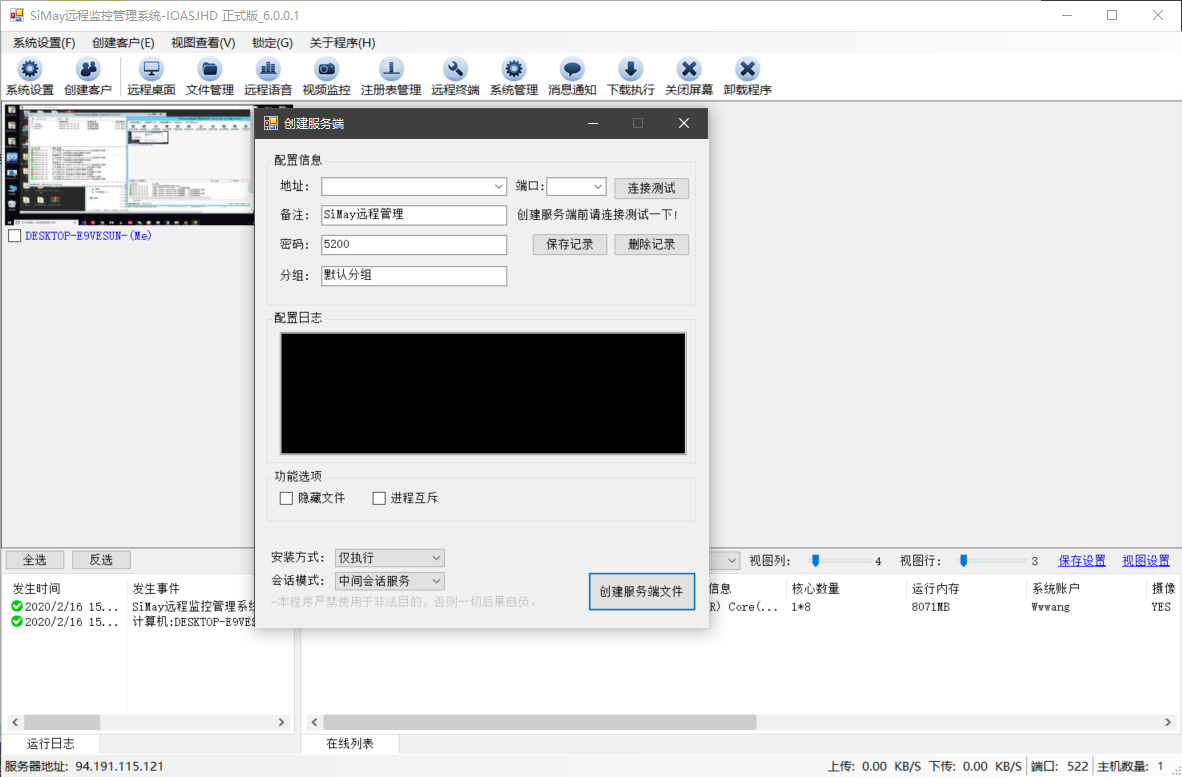 SiMay远程监控管理系统-IOASJHD 正式版_6.0.0.1
系统设置(F) 创建客户(E) 视图查看(V) 锁定(G) 关于程序(H)
系统设置 创建客户 远程桌面 文件管理 远程语音 视频监控 注册表管理 远程终端 系统管理 消息通知 下载执行 关闭屏幕 卸载程序
DESKTOP-E9VESUN-(Me)
创建服务端
配置信息
地址: 端口: 连接测试
备注: SiMay远程管理 创建服务端前请连接测试一下!
密码: 5200 保存记录 删除记录
分组: 默认分组
配置日志
功能选项
隐藏文件 进程互斥
安装方式: 仅执行
会话模式: 中间会话服务
-本程序严禁使用于非法目的，否则一切后果自负。
创建服务端文件
全选 反选 视图列: 4 视图行: 3 保存设置 视图设置
发生时间 发生事件
2020/2/16 15... SiMay远程监控管理系统
2020/2/16 15... 计算机:DESKTOP-E9VES
信息 核心数量 运行内存 系统账户 摄像
R) Core(... 1*8 8071MB Wwwang YES
运行日志 在线列表
服务器地址: 94.191.115.121 上传: 0.00 KB/S 下传: 0.00 KB/S 端口: 522 主机数量: 1